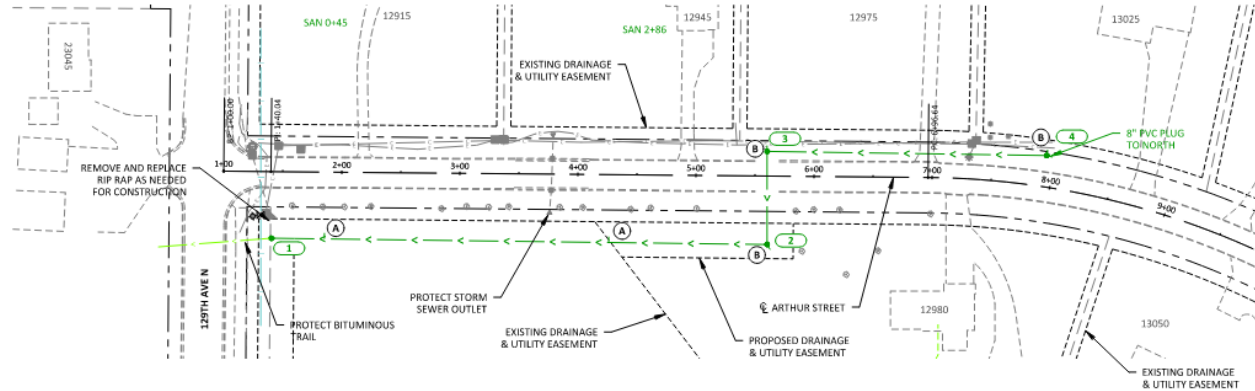 SAN 0+45
12915
SAN 2+86
12945
12975
13025
23045
EXISTING DRAINAGE
& UTILITY EASEMENT
B
3
B
4
8" PVC PLUG
TO NORTH
REMOVE AND REPLACE
RIP RAP AS NEEDED
FOR CONSTRUCTION
1+00
2+00
3+00
4+00
5+00
6+00
7+00
8+00
9+00
A
A
1
2
B
129TH AVE N
PROTECT BITUMINOUS
TRAIL
PROTECT STORM
SEWER OUTLET
EXISTING DRAINAGE
& UTILITY EASEMENT
PROPOSED DRAINAGE
& UTILITY EASEMENT
℄ ARTHUR STREET
12980
13050
EXISTING DRAINAGE
& UTILITY EASEMENT